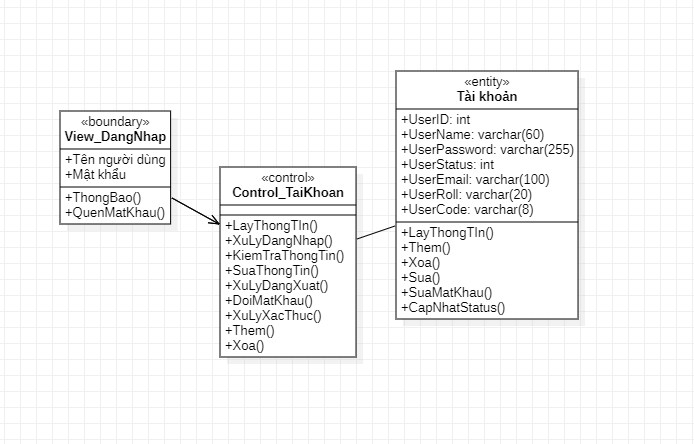 «boundary»
View_DangNhap
+Tên người dùng
+Mật khẩu
+ThongBao()
+QuenMatKhau()
«control»
Control_TaiKhoan
+LayThongTIn()
+XuLyDangNhap()
+KiemTraThongTin()
+SuaThongTin()
+XuLyDangXuat()
+DoiMatKhau()
+XuLyXacThuc()
+Them()
+Xoa()
«entity»
Tài khoản
+UserID: int
+UserName: varchar(60)
+UserPassword: varchar(255)
+UserStatus: int
+UserEmail: varchar(100)
+UserRoll: varchar(20)
+UserCode: varchar(8)
+LayThongTIn()
+Them()
+Xoa()
+Sua()
+SuaMatKhau()
+CapNhatStatus()